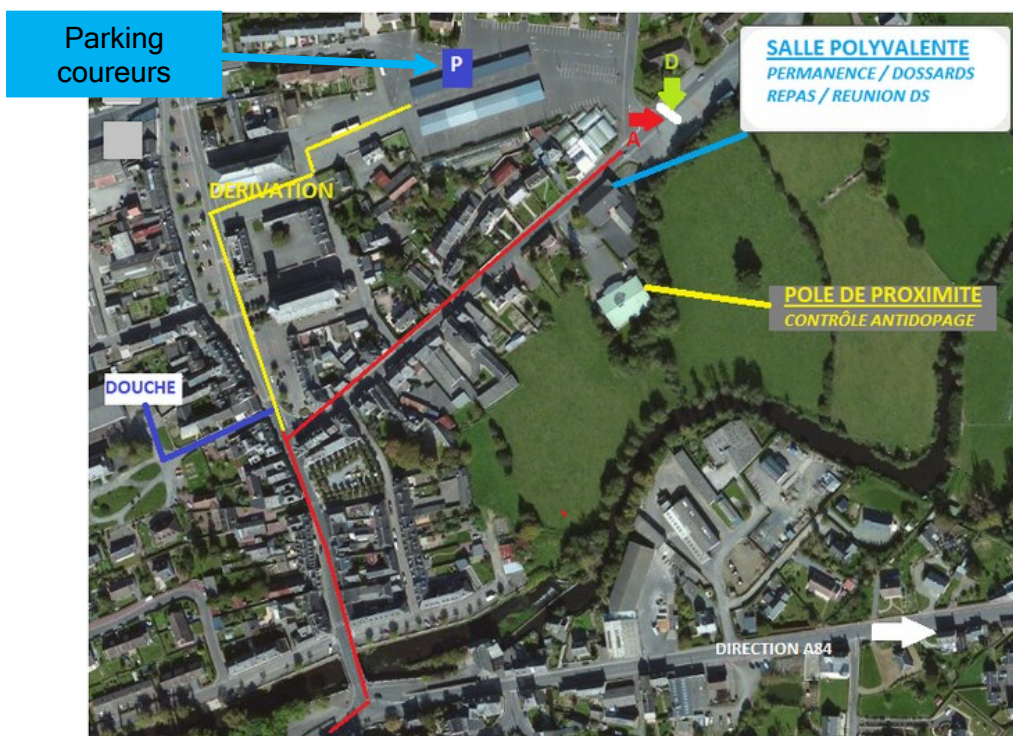 Parking
coureurs
P
D
A
SALLE POLYVALENTE
PERMANENCE / DOSSARDS
REPAS / REUNION DS
DERIVATION
POLE DE PROXIMITE
CONTRÔLE ANTIDOPAGE
DOUCHE
DIRECTION A84